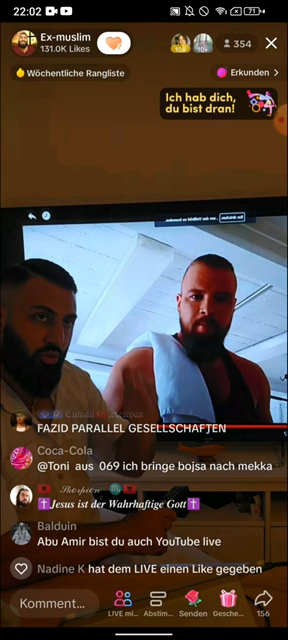 22:02
71
Ex-muslim
131.0K Likes
10k
10k
354
Wöchentliche Rangliste
Erkunden
Ich hab dich,
du bist dran!
FAZID PARALLEL GESELLSCHAFTEN
Coca-Cola
@Toni aus 069 ich bringe bojsa nach mekka
Skorpion
✝️Jesus ist der Wahrhaftige Gott✝️
Balduin
Abu Amir bist du auch YouTube live
Nadine K hat dem LIVE einen Like gegeben
Komment...
LIVE mi...
Abstim...
Senden
Gesche...
156